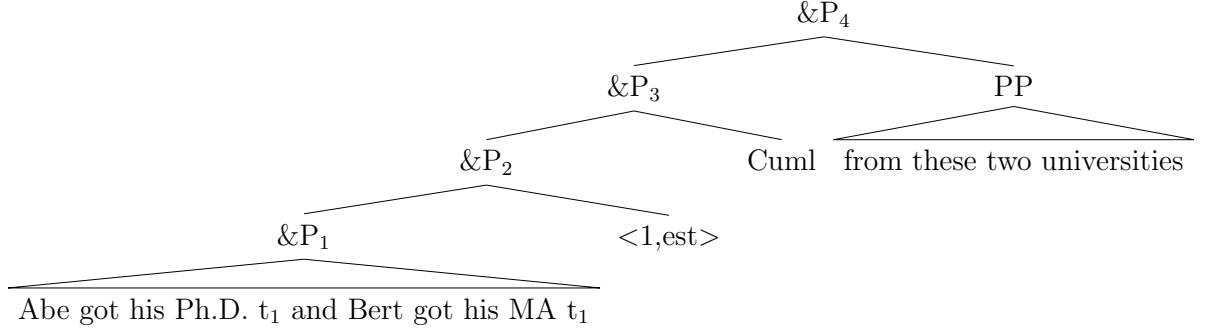 &P₄
&P₃ PP
&P₂ Cuml from these two universities
&P₁ <1,est>
Abe got his Ph.D. t₁ and Bert got his MA t₁